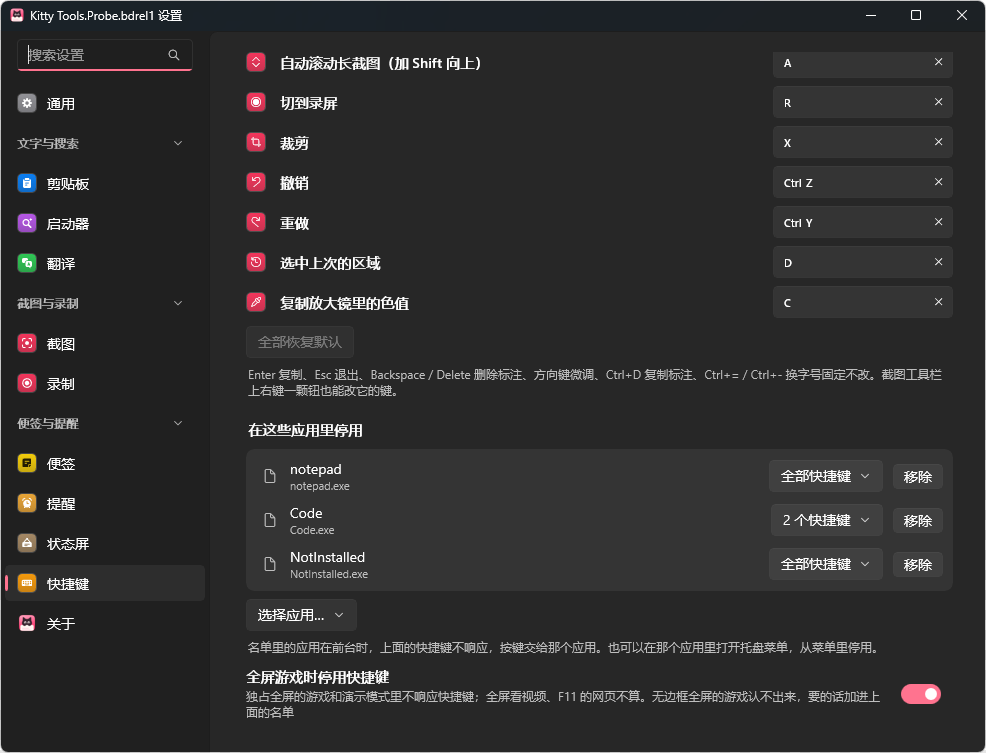 Kitty Tools.Probe.bdrel1 设置
搜索设置
通用
文字与搜索
剪贴板
启动器
翻译
截图与录制
截图
录制
便签与提醒
便签
提醒
状态屏
快捷键
关于
自动滚动长截图（加 Shift 向上） A
切到录屏 R
裁剪 X
撤销 Ctrl Z
重做 Ctrl Y
选中上次的区域 D
复制放大镜里的色值 C
全部恢复默认
Enter 复制、Esc 退出、Backspace / Delete 删除标注、方向键微调、Ctrl+D 复制标注、Ctrl+= / Ctrl+- 换字号固定不改。截图工具栏
上右键一颗钮也能改它的键。
在这些应用里停用
notepad
notepad.exe
全部快捷键 移除
Code
Code.exe
2 个快捷键 移除
NotInstalled
NotInstalled.exe
全部快捷键 移除
选择应用...
名单里的应用在前台时，上面的快捷键不响应，按键交给那个应用。也可以在那个应用里打开托盘菜单，从菜单里停用。
全屏游戏时停用快捷键
独占全屏的游戏和演示模式里不响应快捷键；全屏看视频、F11 的网页不算。无边框全屏的游戏认不出来，要的话加进上
面的名单